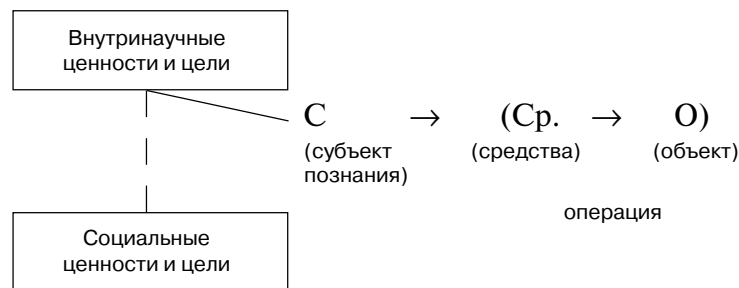 Внутринаучные
ценности и цели
С → (Ср. → О)
(субъект (средства) (объект)
познания)
операция
Социальные
ценности и цели